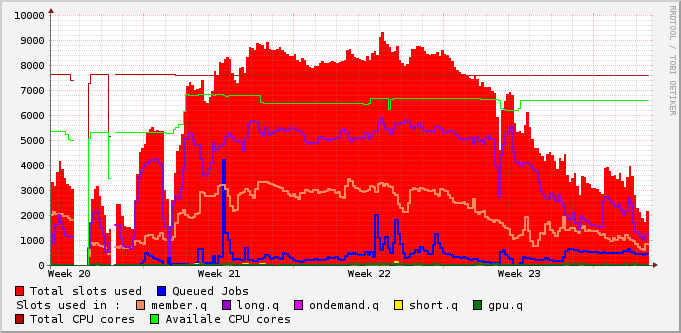 10000
9000
8000
7000
6000
5000
4000
3000
2000
1000
0
Week 20 Week 21 Week 22 Week 23
RRDTOOL / TOBI OETIKER
Total slots used Queued Jobs
Slots used in : member.q long.q ondemand.q short.q gpu.q
Total CPU cores Availale CPU cores